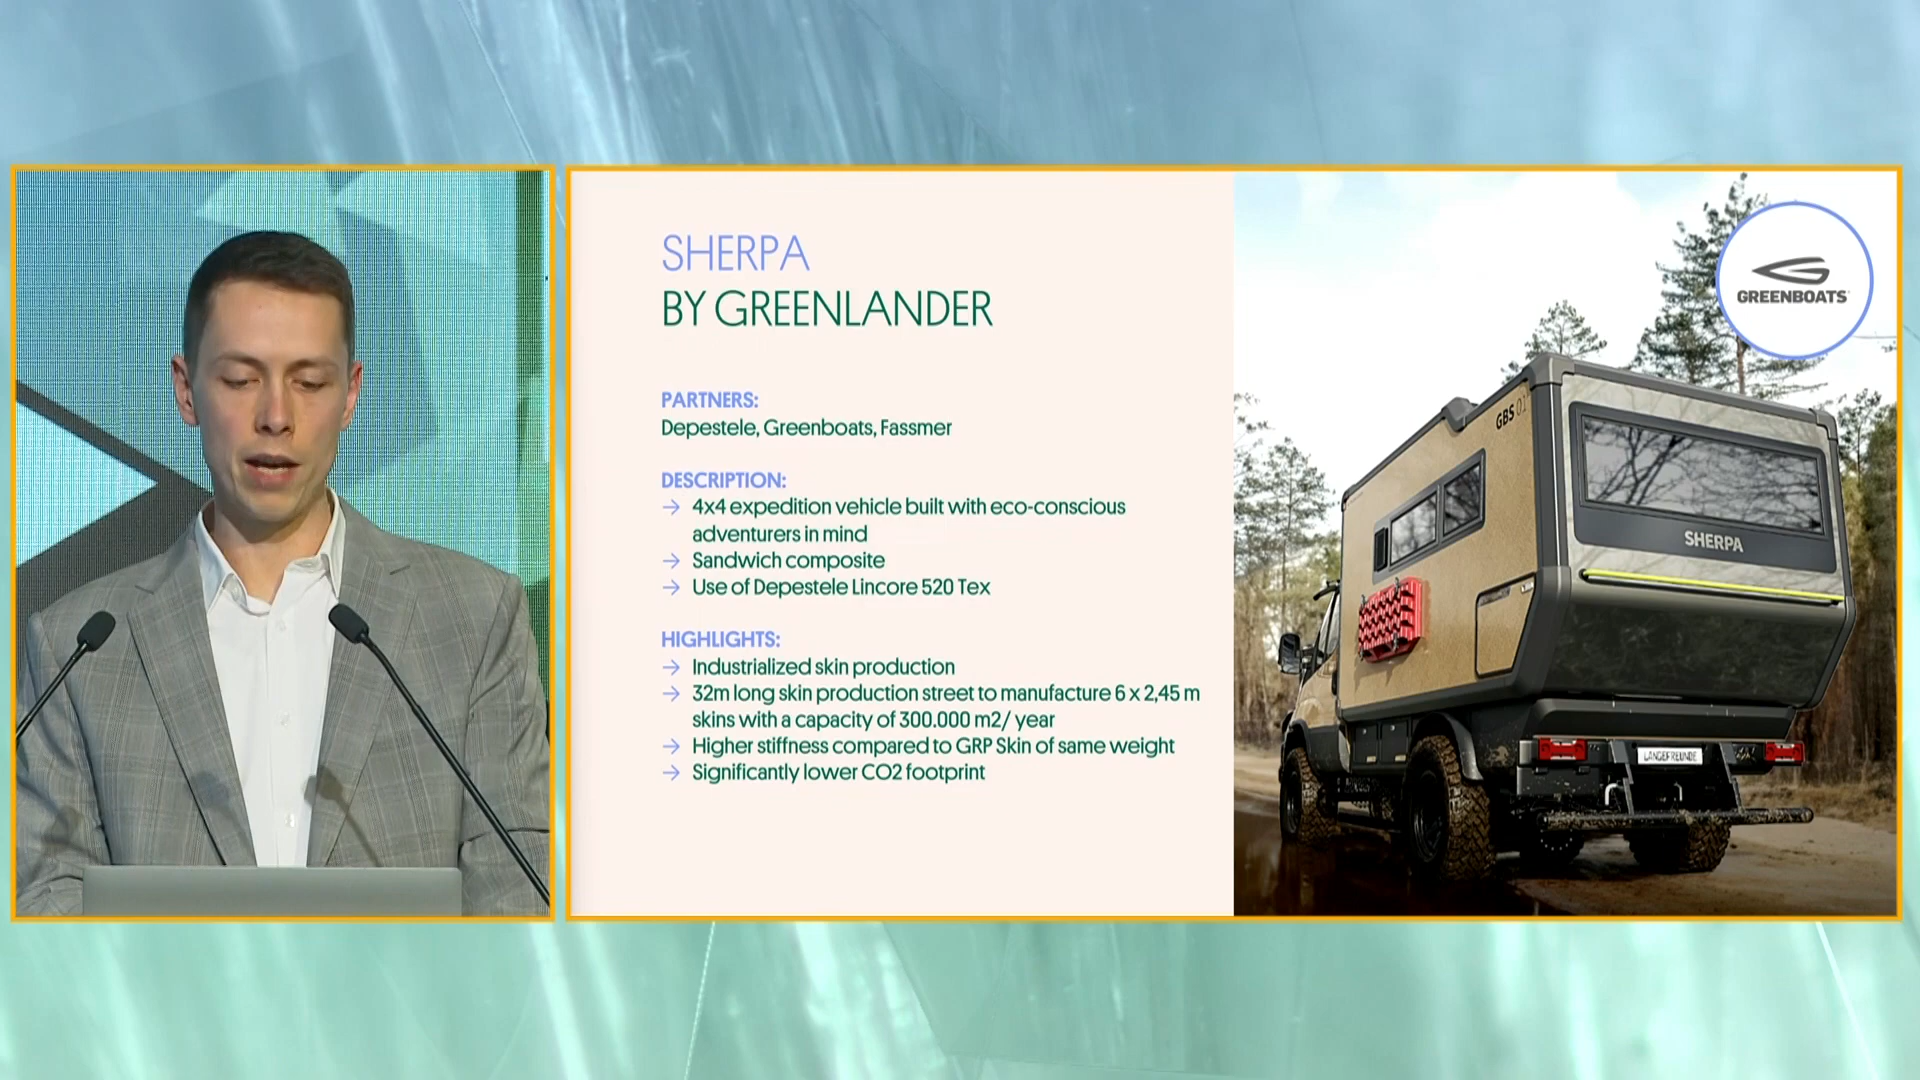 SHERPA
BY GREENLANDER
PARTNERS:
Depestele, Greenboats, Fassmer
DESCRIPTION:
→ 4x4 expedition vehicle built with eco-conscious
adventurers in mind
→ Sandwich composite
→ Use of Depestele Lincore 520 Tex
HIGHLIGHTS:
→ Industrialized skin production
→ 32m long skin production street to manufacture 6 x 2,45 m
skins with a capacity of 300.000 m2/ year
→ Higher stiffness compared to GRP Skin of same weight
→ Significantly lower CO2 footprint
GREENBOATS
GBS 01
SHERPA
LÄNGEFREUNDE